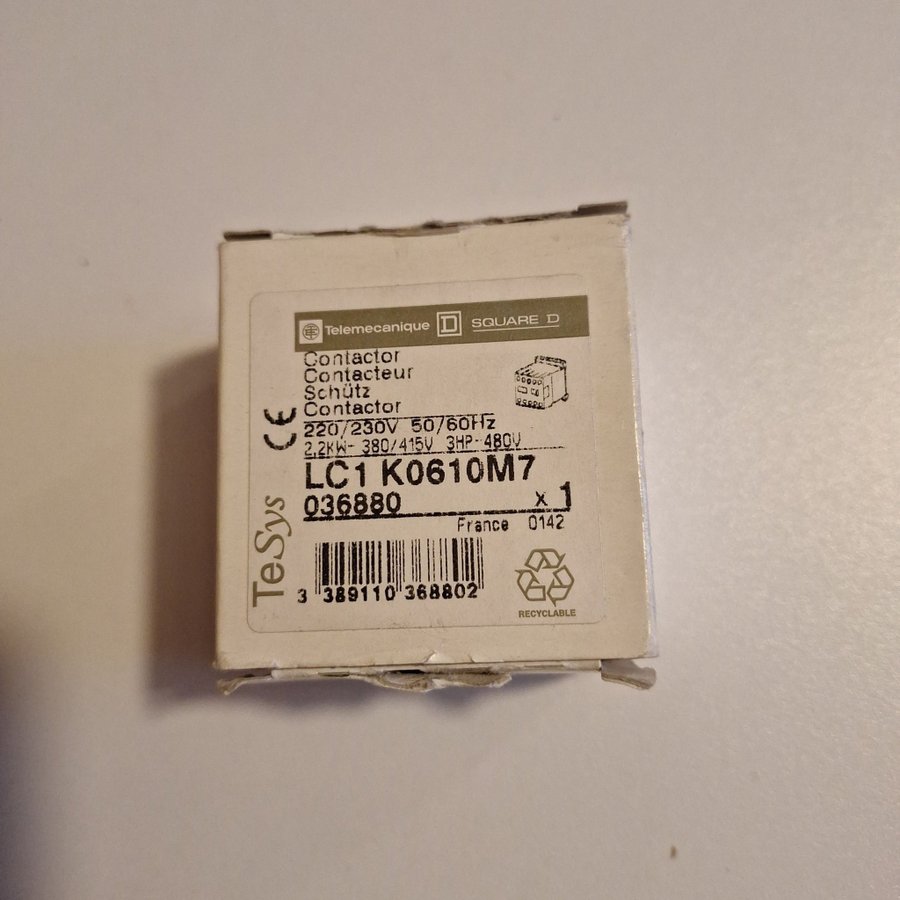 Telemecanique D SQUARE D
Contactor
Contacteur
Schütz
Contactor
CE
220/230V 50/60Hz
2,2KW- 380/415V 3HP-480V
LC1 K0610M7
036880 x 1
France 0142
TeSys
3 389110 368802
RECYCLABLE